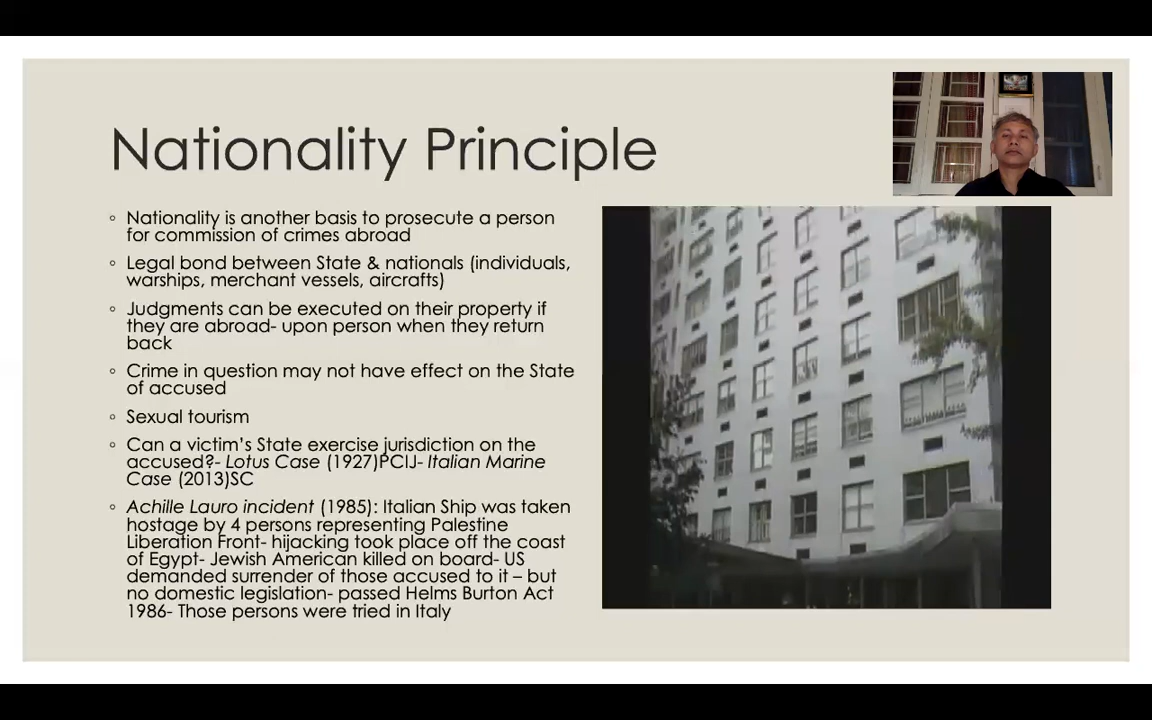 Nationality Principle
Nationality is another basis to prosecute a person
for commission of crimes abroad
Legal bond between State & nationals (individuals,
warships, merchant vessels, aircrafts)
Judgments can be executed on their property if
they are abroad- upon person when they return
back
Crime in question may not have effect on the State
of accused
Sexual tourism
Can a victim's State exercise jurisdiction on the
accused?- Lotus Case (1927)PCIJ- Italian Marine
Case (2013)SC
Achille Lauro incident (1985): Italian Ship was taken
hostage by 4 persons representing Palestine
Liberation Front- hijacking took place off the coast
of Egypt- Jewish American killed on board- US
demanded surrender of those accused to it – but
no domestic legislation- passed Helms Burton Act
1986- Those persons were tried in Italy